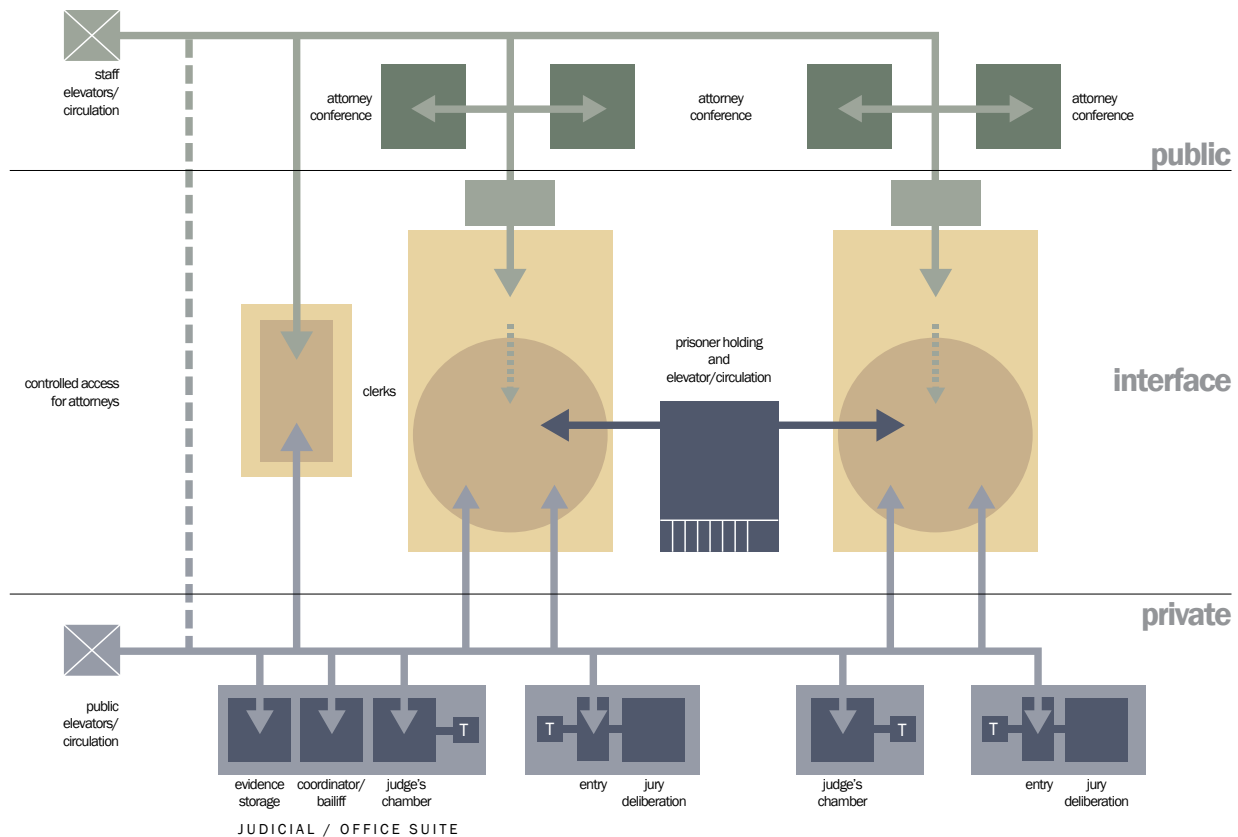 staff
elevators/
circulation
attorney
conference
attorney
conference
attorney
conference
public
prisoner holding
and
elevator/circulation
controlled access
for attorneys
clerks
interface
private
public
elevators/
circulation
T
T
T
T
evidence
storage
coordinator/
bailiff
judge's
chamber
entry
jury
deliberation
judge's
chamber
entry
jury
deliberation
JUDICIAL / OFFICE SUITE